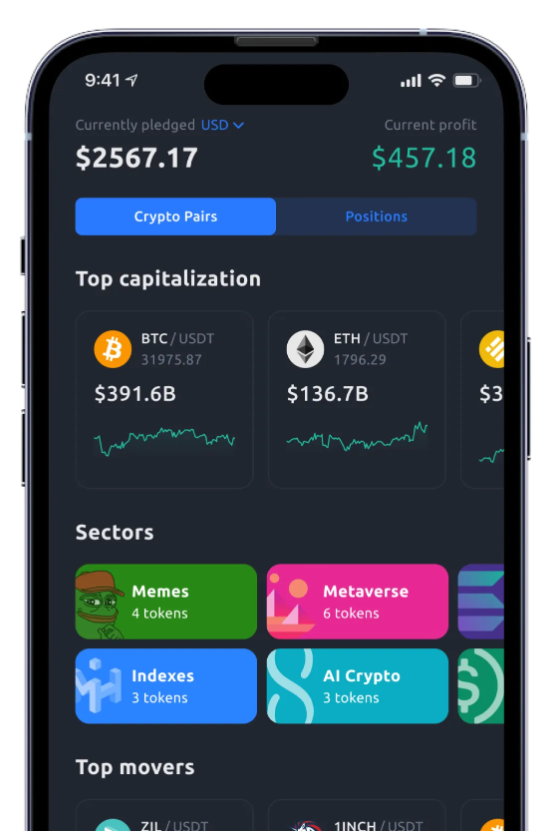 9:41
Currently pledged USD
Current profit
$2567.17
$457.18
Crypto Pairs
Positions
Top capitalization
BTC / USDT
31975.87
$391.6B
ETH / USDT
1796.29
$136.7B
$3
Sectors
Memes
4 tokens
Metaverse
6 tokens
Indexes
3 tokens
AI Crypto
3 tokens
Top movers
ZIL / USDT
1INCH / USDT